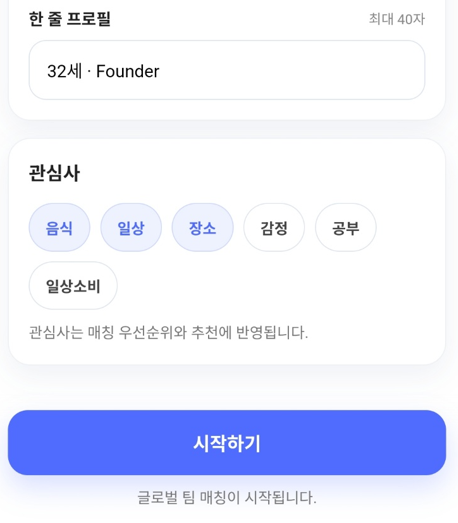 한 줄 프로필 최대 40자
32세 · Founder
관심사
음식 일상 장소 감정 공부
일상소비
관심사는 매칭 우선순위와 추천에 반영됩니다.
시작하기
글로벌 팀 매칭이 시작됩니다.